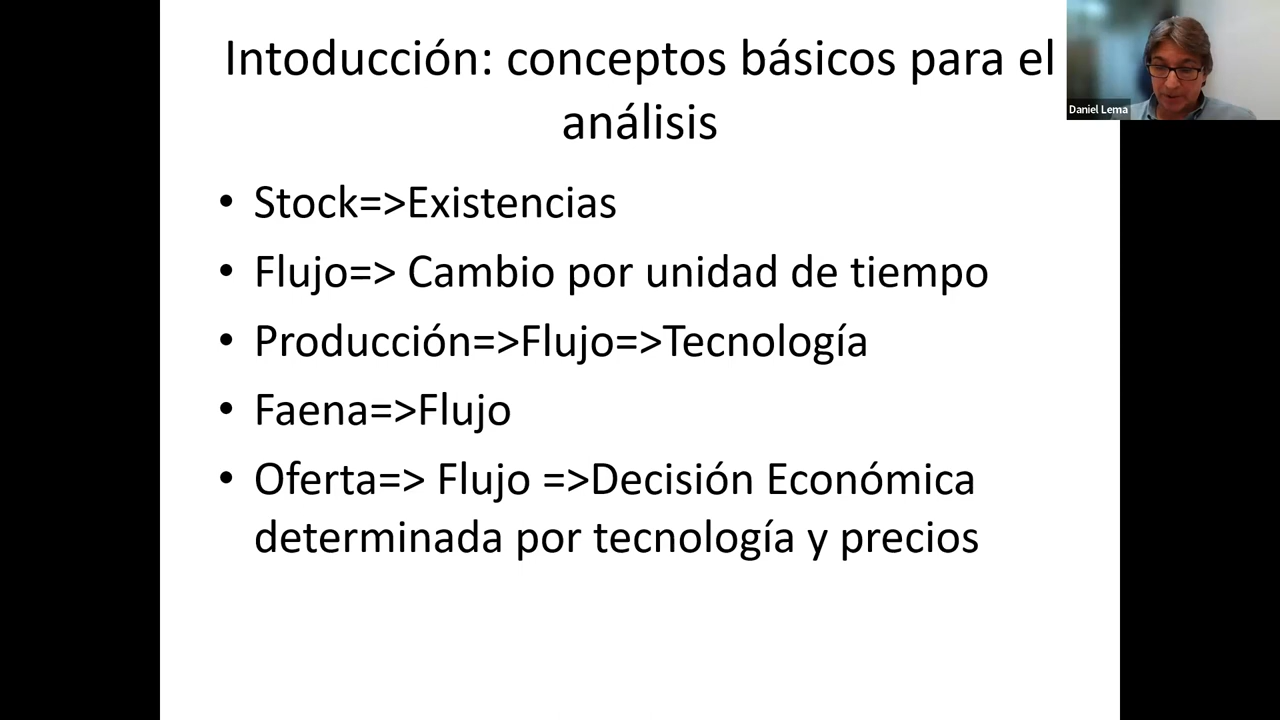 Intoducción: conceptos básicos para el
análisis
• Stock=>Existencias
• Flujo=> Cambio por unidad de tiempo
• Producción=>Flujo=>Tecnología
• Faena=>Flujo
• Oferta=> Flujo =>Decisión Económica
determinada por tecnología y precios
Daniel Lema